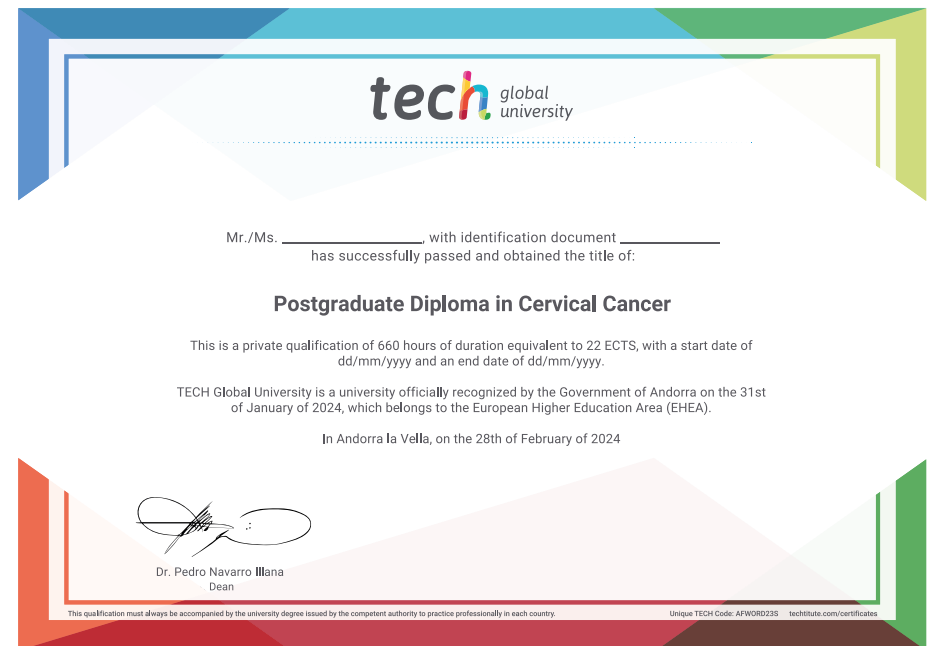 tech global
university
Mr./Ms. ____________________, with identification document ______________
has successfully passed and obtained the title of:
Postgraduate Diploma in Cervical Cancer
This is a private qualification of 660 hours of duration equivalent to 22 ECTS, with a start date of
dd/mm/yyyy and an end date of dd/mm/yyyy.
TECH Global University is a university officially recognized by the Government of Andorra on the 31st
of January of 2024, which belongs to the European Higher Education Area (EHEA).
In Andorra la Vella, on the 28th of February of 2024
Dr. Pedro Navarro Illana
Dean
This qualification must always be accompanied by the university degree issued by the competent authority to practice professionally in each country. Unique TECH Code: AFWORD23S techtitute.com/certificates